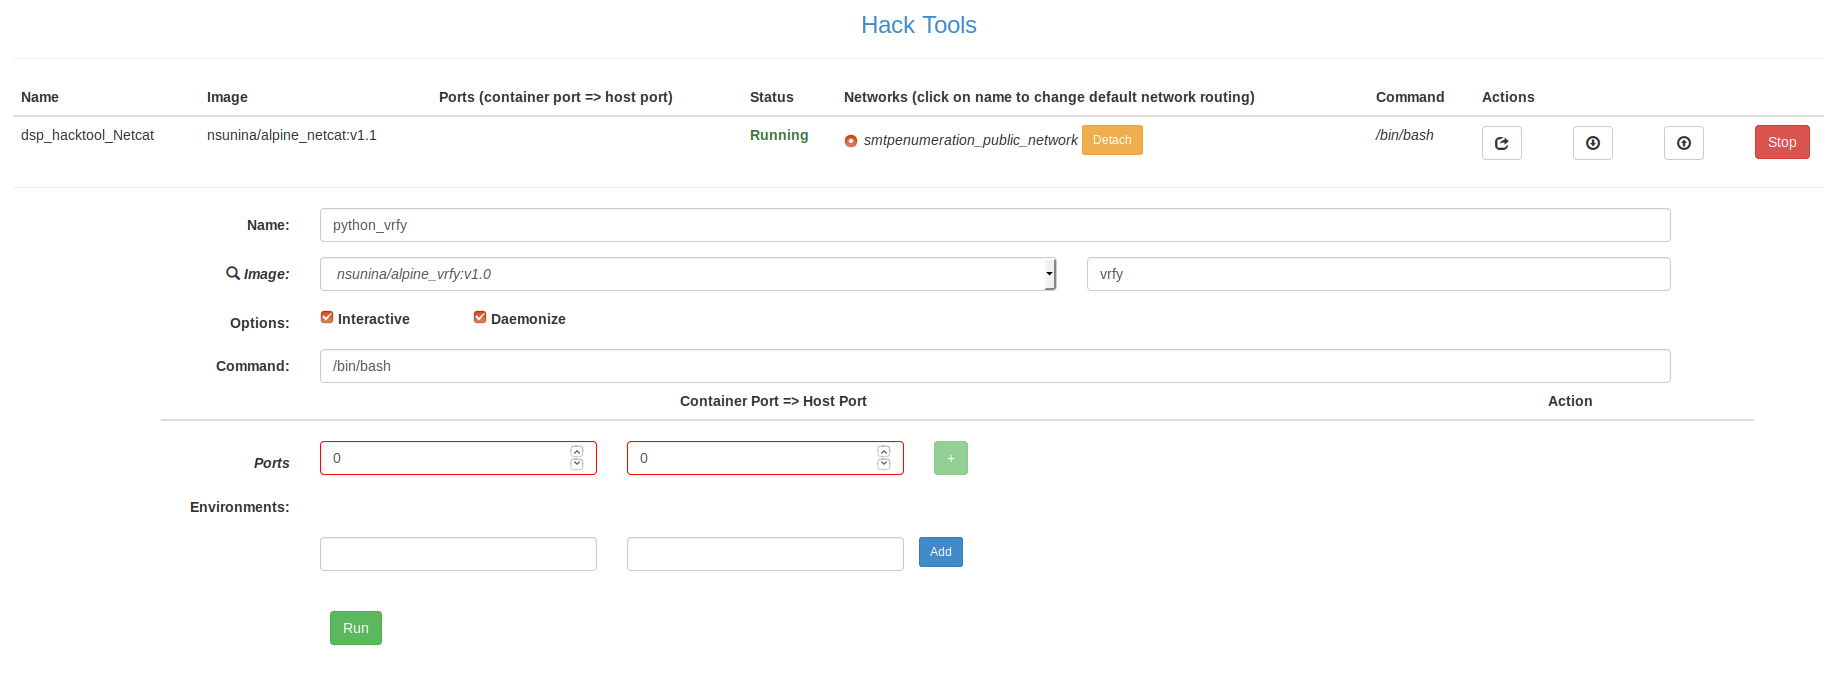 Hack Tools
Name Image Ports (container port => host port) Status Networks (click on name to change default network routing) Command Actions
dsp_hacktool_Netcat nsunina/alpine_netcat:v1.1 Running smtpenumeration_public_network Detach /bin/bash Stop
Name: python_vrfy
Image: nsunina/alpine_vrfy:v1.0 vrfy
Options: Interactive Daemonize
Command: /bin/bash
Container Port => Host Port Action
Ports 0 0 +
Environments:
Add
Run